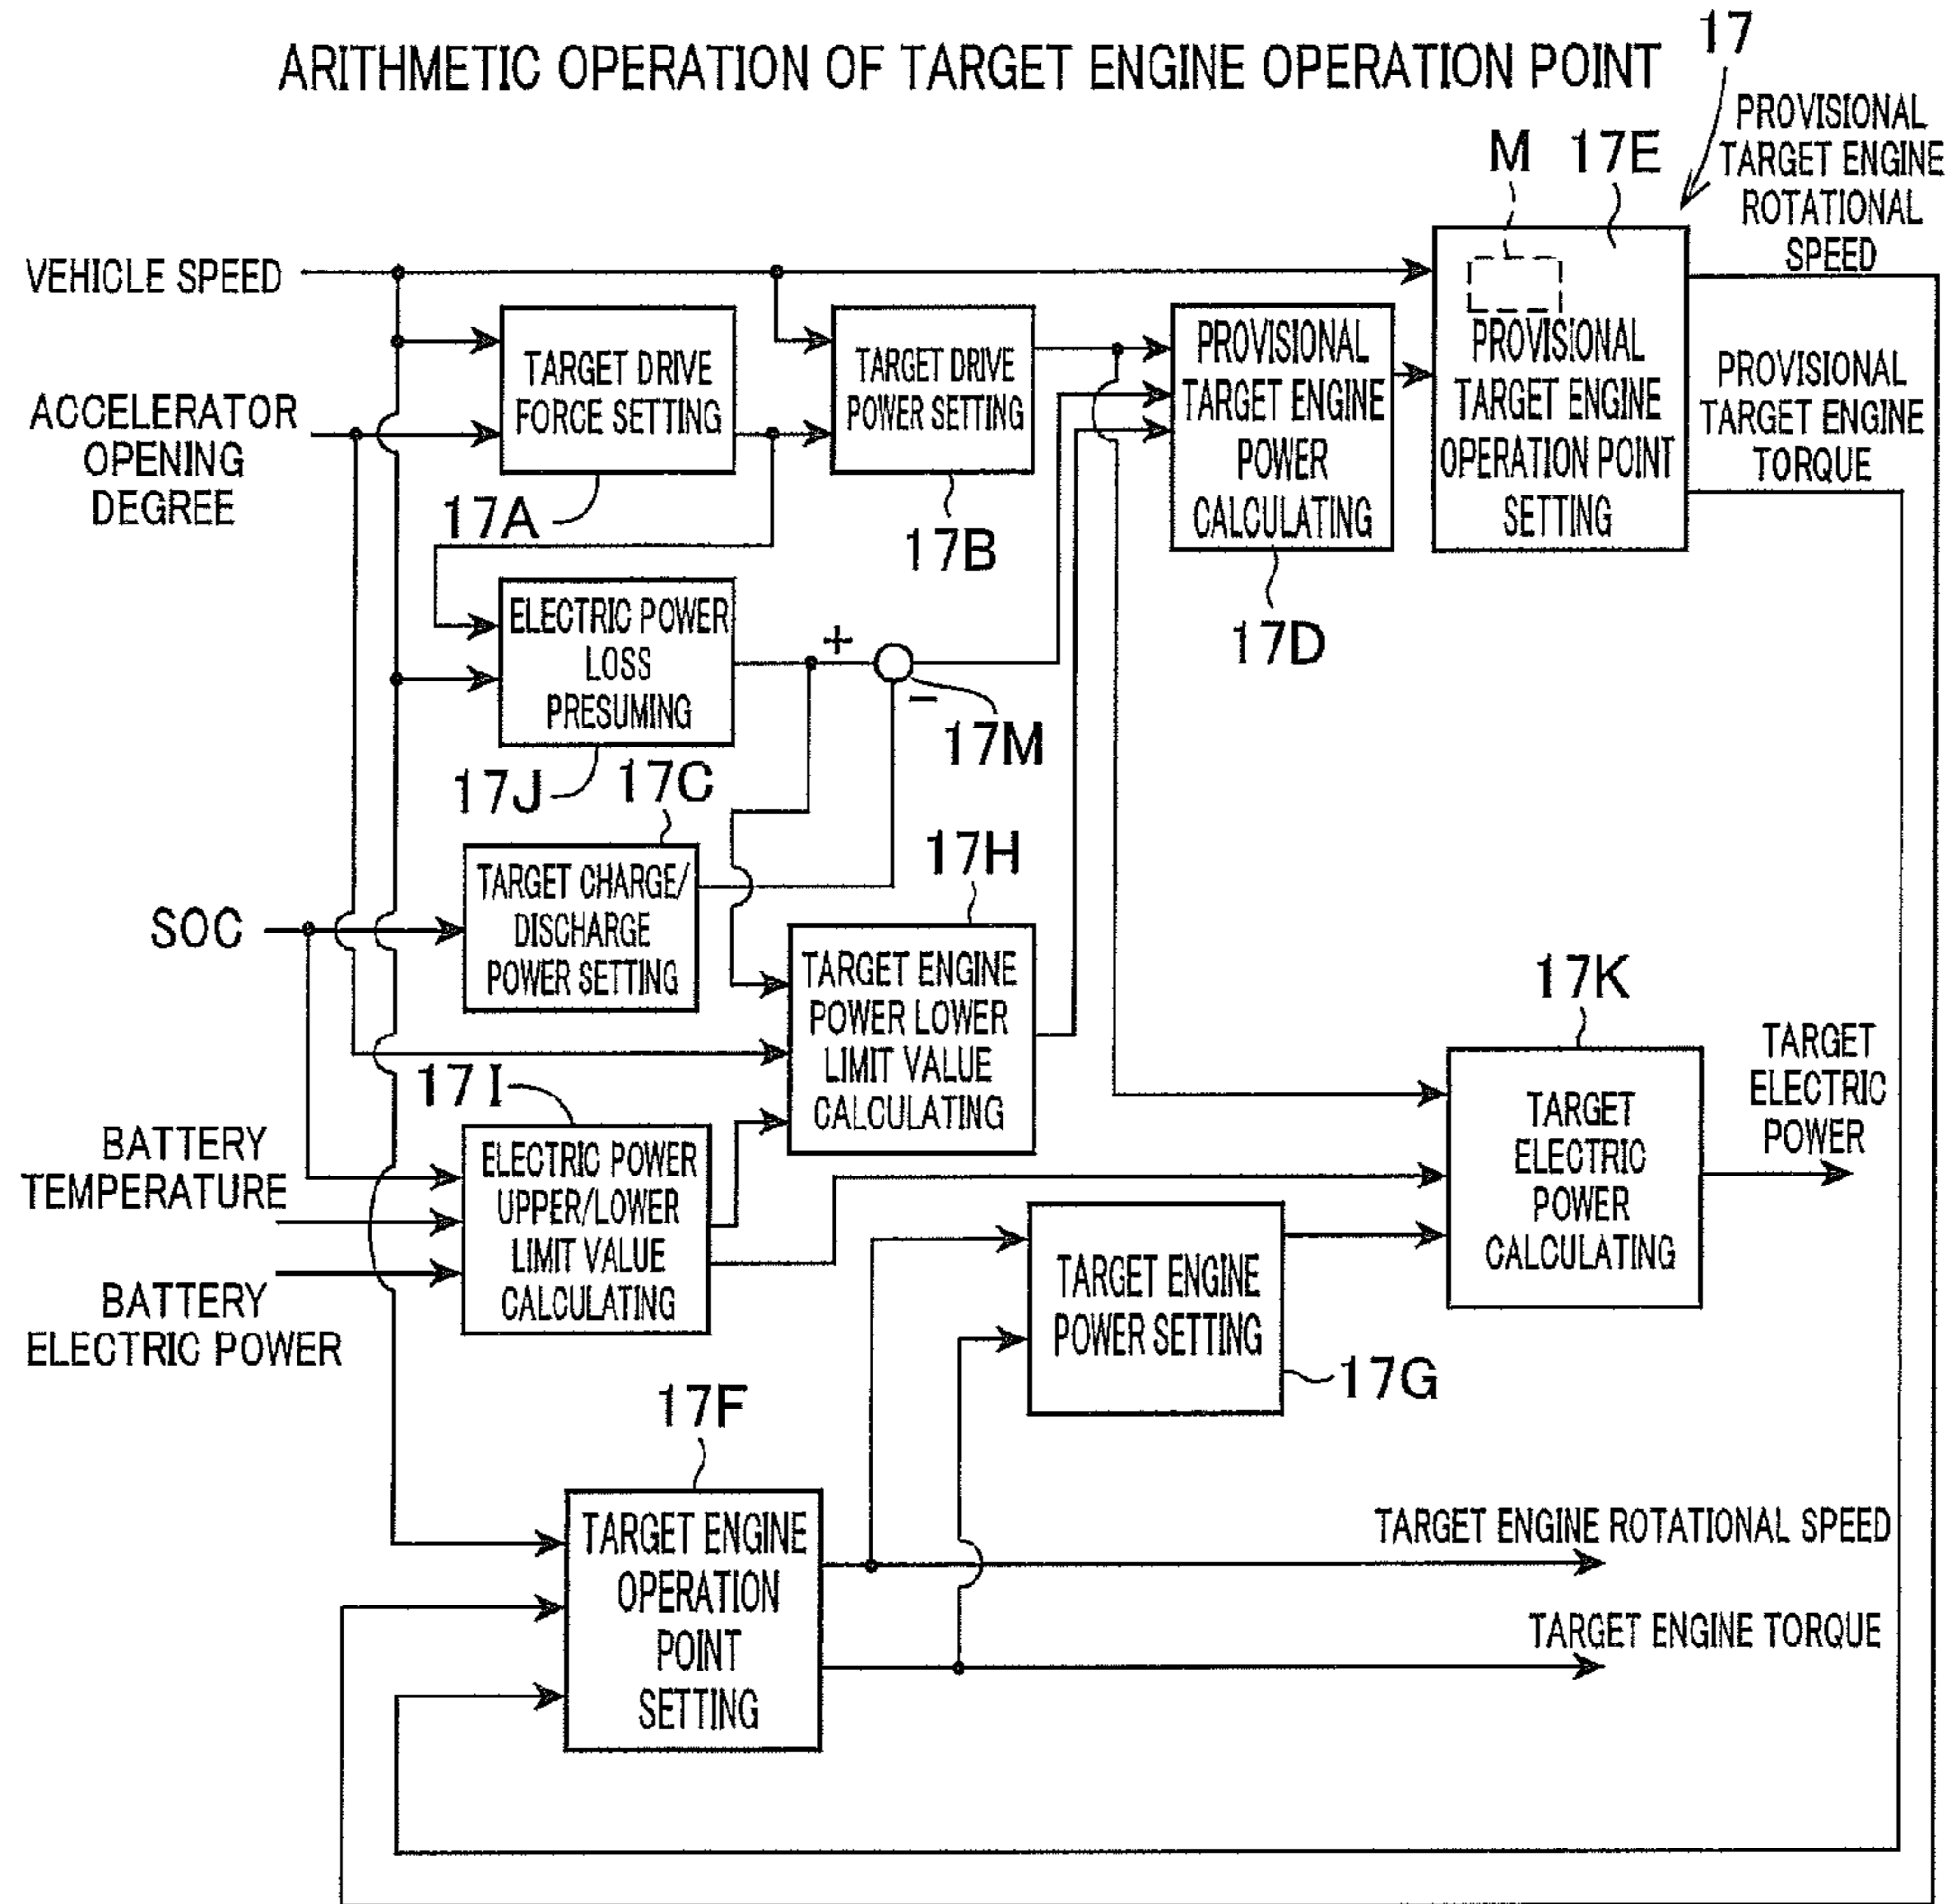 ARITHMETIC OPERATION OF TARGET ENGINE OPERATION POINT
17
PROVISIONAL
TARGET ENGINE
ROTATIONAL
SPEED
M
17E
VEHICLE SPEED
ACCELERATOR
OPENING
DEGREE
TARGET DRIVE
FORCE SETTING
17A
TARGET DRIVE
POWER SETTING
17B
PROVISIONAL
TARGET ENGINE
POWER
CALCULATING
17D
PROVISIONAL
TARGET ENGINE
OPERATION POINT
SETTING
PROVISIONAL
TARGET ENGINE
TORQUE
ELECTRIC POWER
LOSS
PRESUMING
17J
+
-
17M
17C
TARGET CHARGE/
DISCHARGE
POWER SETTING
SOC
17H
TARGET ENGINE
POWER LOWER
LIMIT VALUE
CALCULATING
17I
BATTERY
TEMPERATURE
BATTERY
ELECTRIC POWER
ELECTRIC POWER
UPPER/LOWER
LIMIT VALUE
CALCULATING
17K
TARGET
ELECTRIC
POWER
CALCULATING
TARGET
ELECTRIC
POWER
TARGET ENGINE
POWER SETTING
17G
17F
TARGET ENGINE
OPERATION
POINT
SETTING
TARGET ENGINE ROTATIONAL SPEED
TARGET ENGINE TORQUE